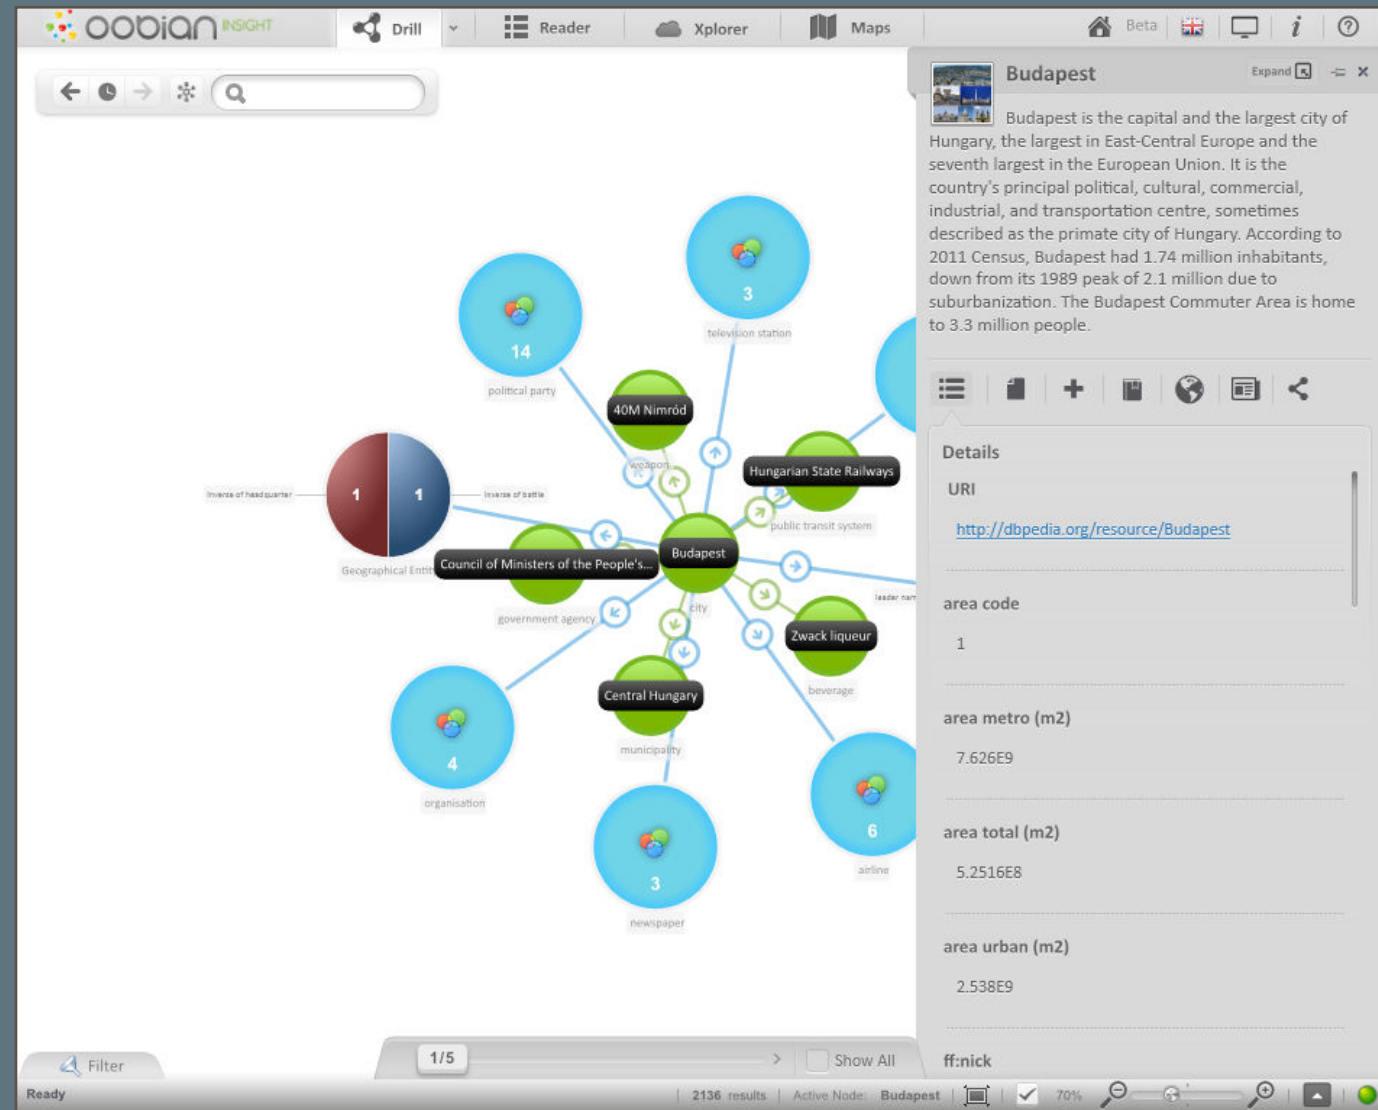 oobian INSIGHT
Drill
Reader
Xplorer
Maps
Beta
Budapest
Expand
Budapest is the capital and the largest city of
Hungary, the largest in East-Central Europe and the
seventh largest in the European Union. It is the
country's principal political, cultural, commercial,
industrial, and transportation centre, sometimes
described as the primate city of Hungary. According to
2011 Census, Budapest had 1.74 million inhabitants,
down from its 1989 peak of 2.1 million due to
suburbanization. The Budapest Commuter Area is home
to 3.3 million people.
3
television station
14
political party
40M Nimród
weapon
Hungarian State Railways
public transit system
Inverse of headquarter
1
1
Inverse of battle
Geographical Entit
Council of Ministers of the People's...
government agency
Budapest
city
leader nam
Zwack liqueur
beverage
Central Hungary
municipality
4
organisation
3
newspaper
6
airline
Details
URI
http://dbpedia.org/resource/Budapest
area code
1
area metro (m2)
7.626E9
area total (m2)
5.2516E8
area urban (m2)
2.538E9
ff:nick
Filter
1/5
Show All
Ready
2136 results
Active Node: Budapest
70%